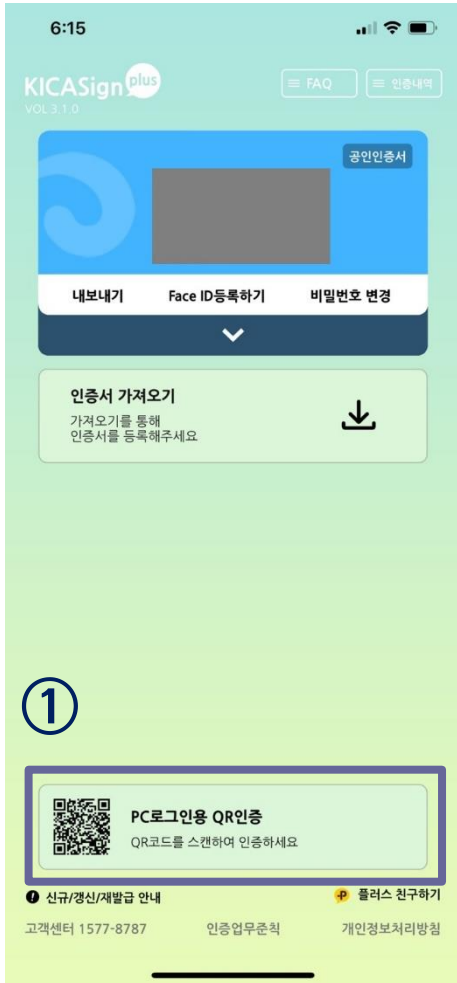 6:15
KICASign plus
VOL 3.1.0
FAQ
인증내역
공인인증서
내보내기 Face ID등록하기 비밀번호 변경
인증서 가져오기
가져오기를 통해
인증서를 등록해주세요
①
PC로그인용 QR인증
QR코드를 스캔하여 인증하세요
신규/갱신/재발급 안내
플러스 친구하기
고객센터 1577-8787 인증업무준칙 개인정보처리방침